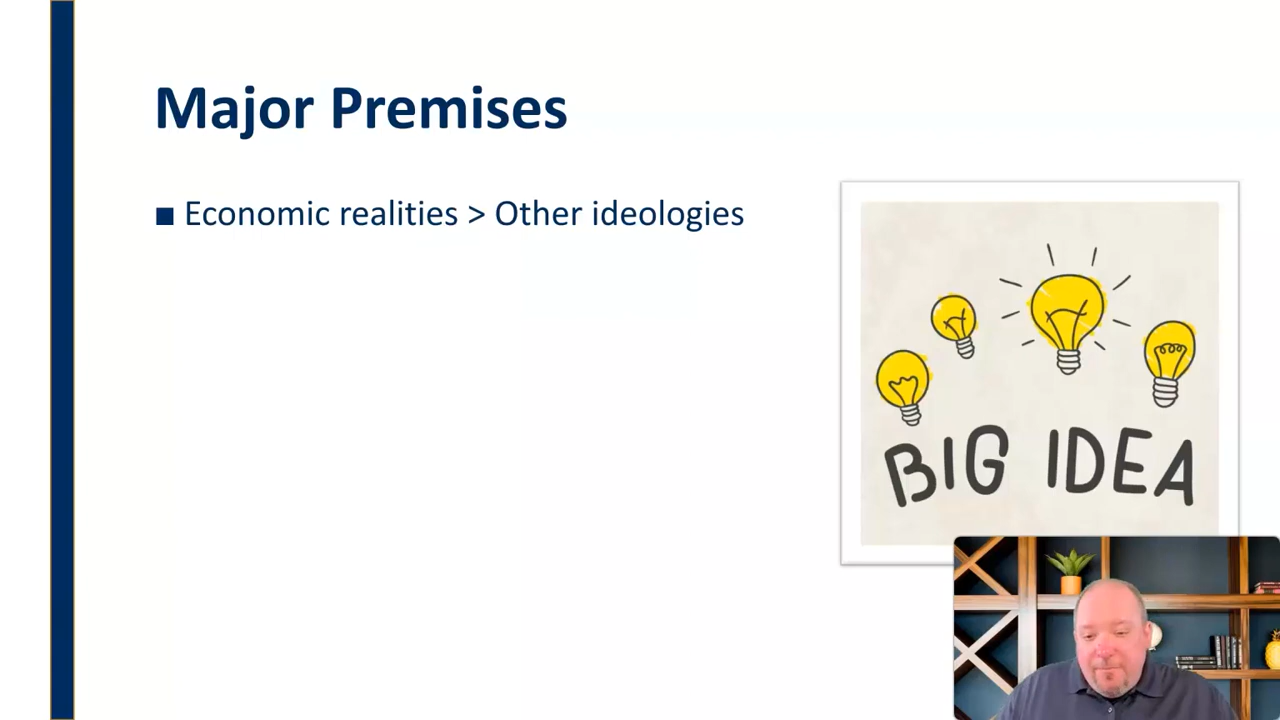 Major Premises
■ Economic realities > Other ideologies
BIG IDEA